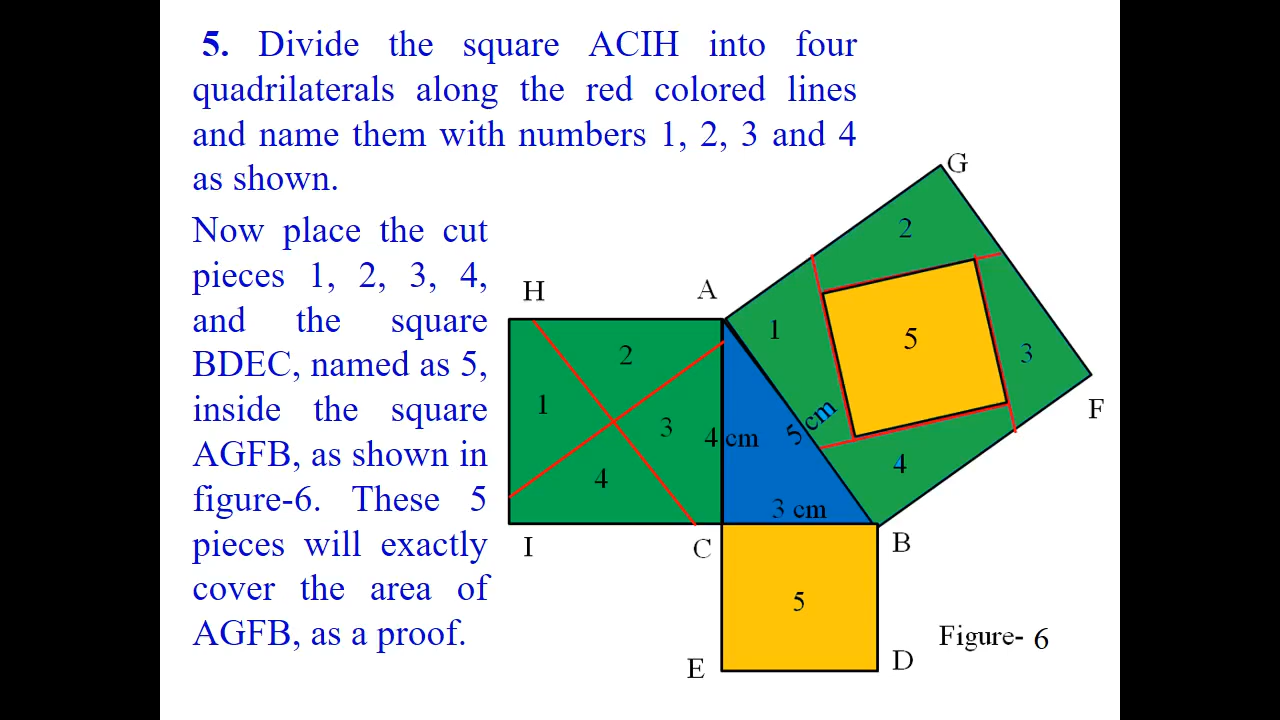 5. Divide the square ACIH into four
quadrilaterals along the red colored lines
and name them with numbers 1, 2, 3 and 4
as shown.
Now place the cut
pieces 1, 2, 3, 4,
and the square
BDEC, named as 5,
inside the square
AGFB, as shown in
figure-6. These 5
pieces will exactly
cover the area of
AGFB, as a proof.
G
2
H
A
1
5
3
2
1
3
4 cm
5 cm
F
4
4
3 cm
I
C
B
5
Figure- 6
E
D